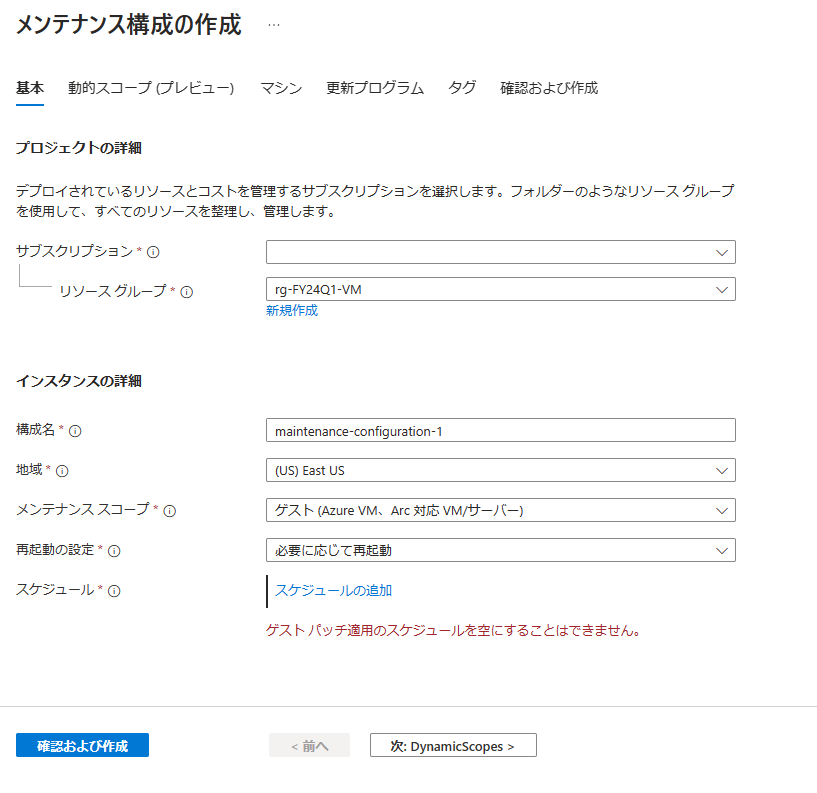 メンテナンス構成の作成 …
基本 動的スコープ (プレビュー) マシン 更新プログラム タグ 確認および作成
プロジェクトの詳細
デプロイされているリソースとコストを管理するサブスクリプションを選択します。フォルダーのようなリソース グループ
を使用して、すべてのリソースを整理し、管理します。
サブスクリプション *
リソース グループ * rg-FY24Q1-VM
新規作成
インスタンスの詳細
構成名 * maintenance-configuration-1
地域 * (US) East US
メンテナンス スコープ * ゲスト (Azure VM、Arc 対応 VM/サーバー)
再起動の設定 * 必要に応じて再起動
スケジュール * スケジュールの追加
ゲスト パッチ適用のスケジュールを空にすることはできません。
確認および作成 < 前へ 次: DynamicScopes >